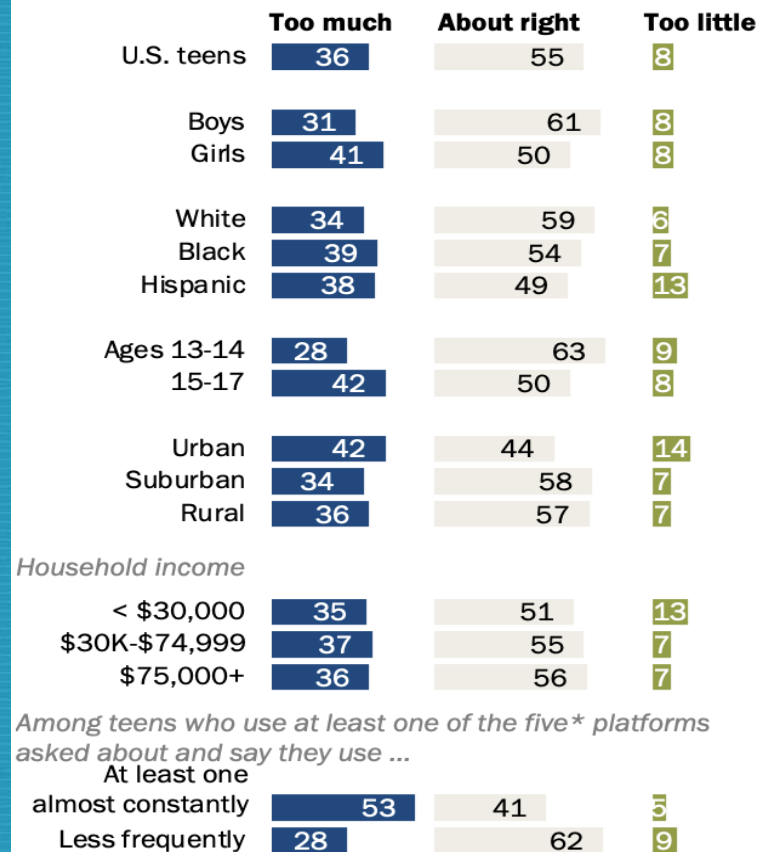 Too much About right Too little
U.S. teens 36 55 8
Boys 31 61 8
Girls 41 50 8
White 34 59 6
Black 39 54 7
Hispanic 38 49 13
Ages 13-14 28 63 9
15-17 42 50 8
Urban 42 44 14
Suburban 34 58 7
Rural 36 57 7
Household income
< $30,000 35 51 13
$30K-$74,999 37 55 7
$75,000+ 36 56 7
Among teens who use at least one of the five* platforms
asked about and say they use ...
At least one
almost constantly 53 41 5
Less frequently 28 62 9